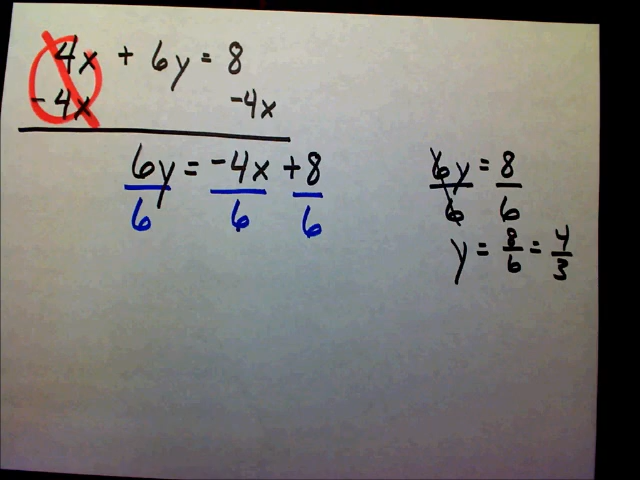 4x + 6y = 8
- 4x -4x
6y = -4x + 8
6 6 6
6y = 8
6 6
y = 8/6 = 4/3